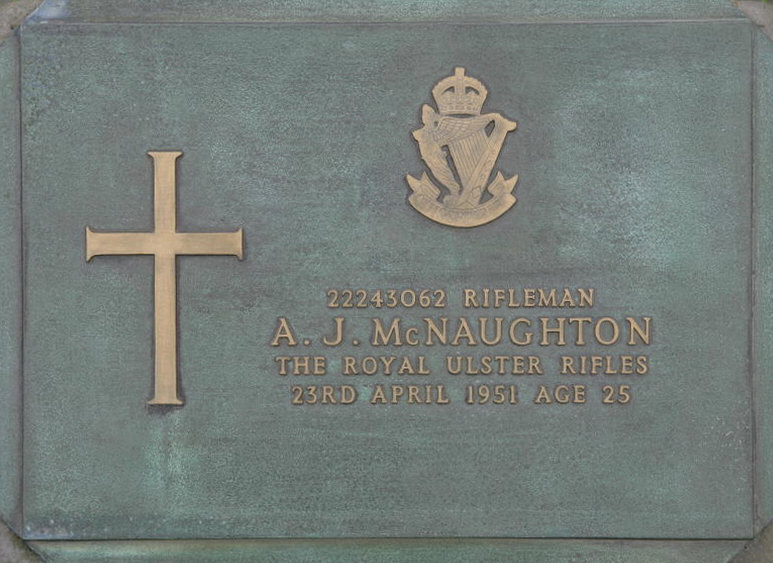 22243062 RIFLEMAN
A. J. McNAUGHTON
THE ROYAL ULSTER RIFLES
23RD APRIL 1951 AGE 25